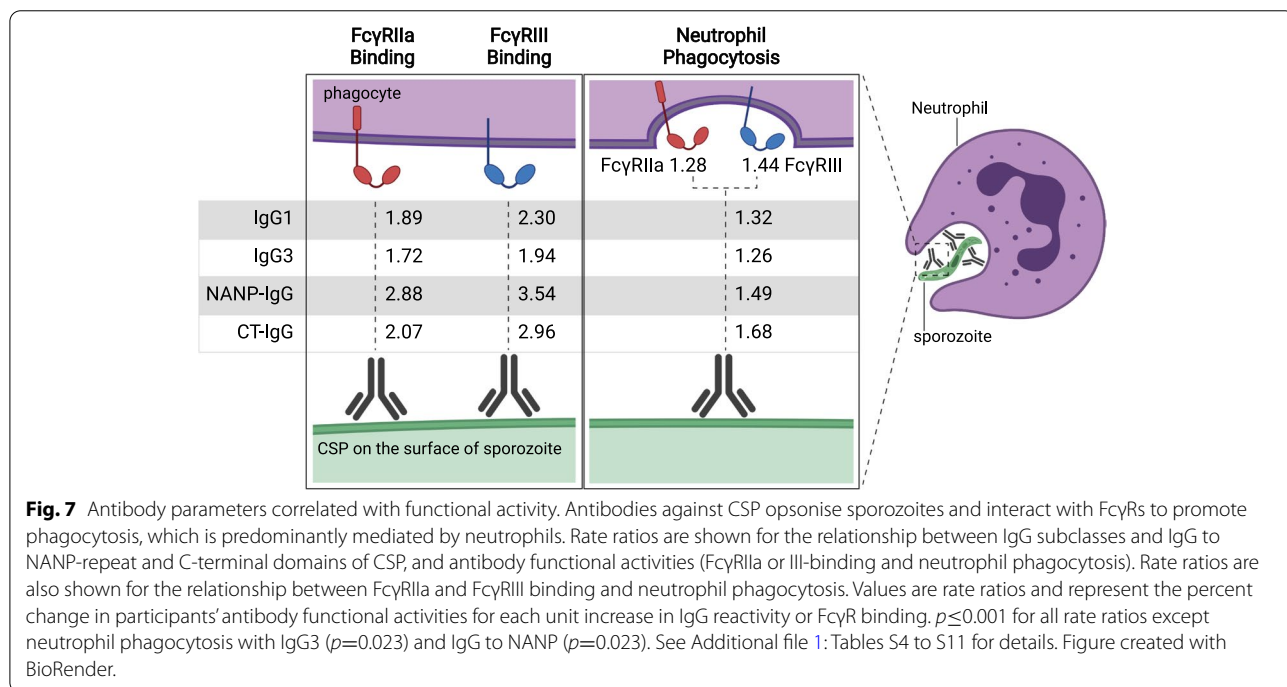 FcγRIIa Binding
FcγRIII Binding
Neutrophil Phagocytosis
phagocyte
Neutrophil
FcγRIIa 1.28
1.44 FcγRIII
IgG1 1.89 2.30 1.32
IgG3 1.72 1.94 1.26
NANP-IgG 2.88 3.54 1.49
CT-IgG 2.07 2.96 1.68
sporozoite
CSP on the surface of sporozoite
Fig. 7 Antibody parameters correlated with functional activity. Antibodies against CSP opsonise sporozoites and interact with FcγRs to promote
phagocytosis, which is predominantly mediated by neutrophils. Rate ratios are shown for the relationship between IgG subclasses and IgG to
NANP-repeat and C-terminal domains of CSP, and antibody functional activities (FcγRIIa or III-binding and neutrophil phagocytosis). Rate ratios are
also shown for the relationship between FcγRIIa and FcγRIII binding and neutrophil phagocytosis. Values are rate ratios and represent the percent
change in participants' antibody functional activities for each unit increase in IgG reactivity or FcγR binding. p≤0.001 for all rate ratios except
neutrophil phagocytosis with IgG3 (p=0.023) and IgG to NANP (p=0.023). See Additional file 1: Tables S4 to S11 for details. Figure created with
BioRender.